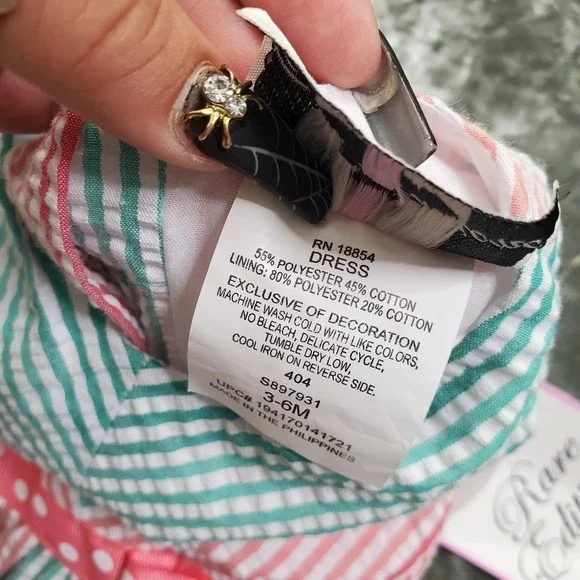 RN 18854
DRESS
55% POLYESTER 45% COTTON
LINING: 80% POLYESTER 20% COTTON
EXCLUSIVE OF DECORATION
MACHINE WASH COLD WITH LIKE COLORS,
NO BLEACH, DELICATE CYCLE,
TUMBLE DRY LOW,
COOL IRON ON REVERSE SIDE.
404
S897931
3-6M
UPC# 194170141721
MADE IN THE PHILIPPINES
Rare